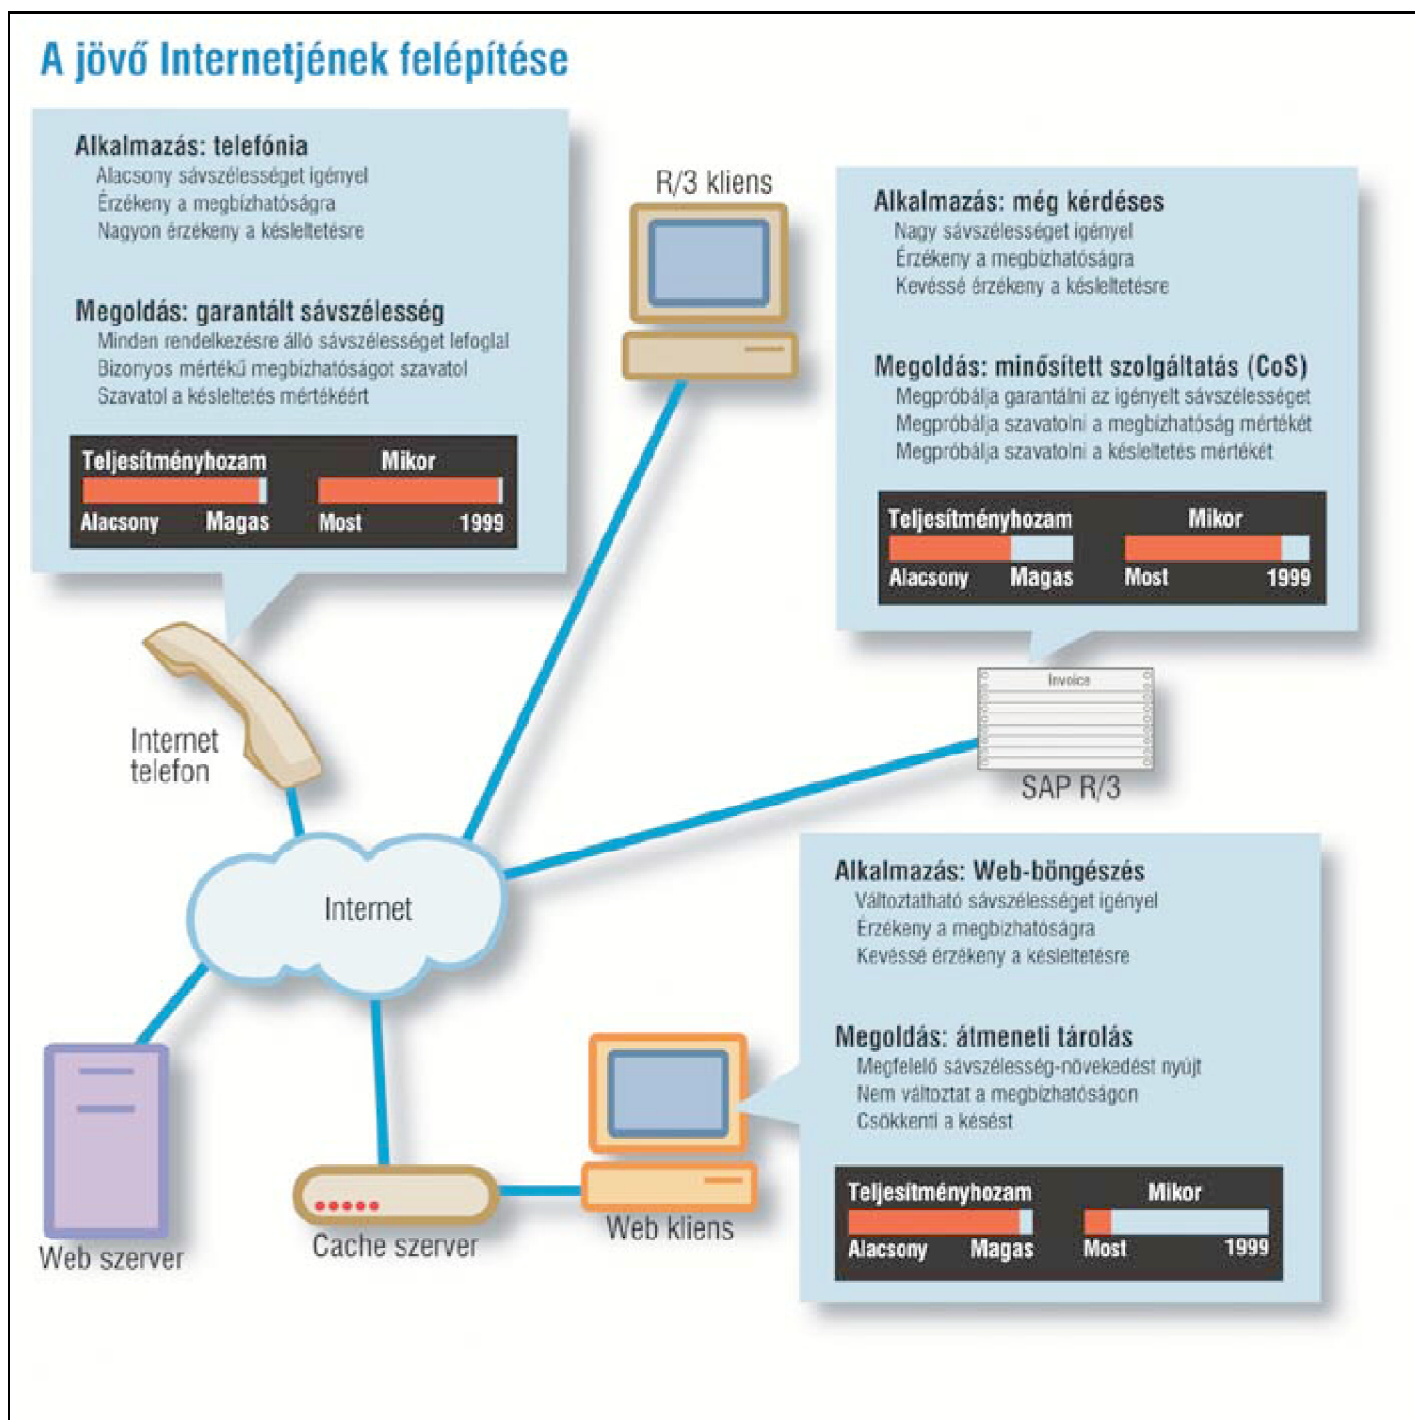 A jövő Internetjének felépítése
Alkalmazás: telefónia
Alacsony sávszélességet igényel
Érzékeny a megbízhatóságra
Nagyon érzékeny a késleltetésre
Megoldás: garantált sávszélesség
Minden rendelkezésre álló sávszélességet lefoglal
Bizonyos mértékű megbízhatóságot szavatol
Szavatol a késleltetés mértékéért
Teljesítményhozam
Mikor
Alacsony
Magas
Most
1999
R/3 kliens
Alkalmazás: még kérdéses
Nagy sávszélességet igényel
Érzékeny a megbízhatóságra
Kevéssé érzékeny a késleltetésre
Megoldás: minősített szolgáltatás (CoS)
Megpróbálja garantálni az igényelt sávszélességet
Megpróbálja szavatolni a megbízhatóság mértékét
Megpróbálja szavatolni a késleltetés mértékét
Teljesítményhozam
Mikor
Alacsony
Magas
Most
1999
Internet
telefon
Invoice
SAP R/3
Internet
Alkalmazás: Web-böngészés
Változtatható sávszélességet igényel
Érzékeny a megbízhatóságra
Kevéssé érzékeny a késleltetésre
Megoldás: átmeneti tárolás
Megfelelő sávszélesség-növekedést nyújt
Nem változtat a megbízhatóságon
Csökkenti a késést
Teljesítményhozam
Mikor
Alacsony
Magas
Most
1999
Web szerver
Cache szerver
Web kliens